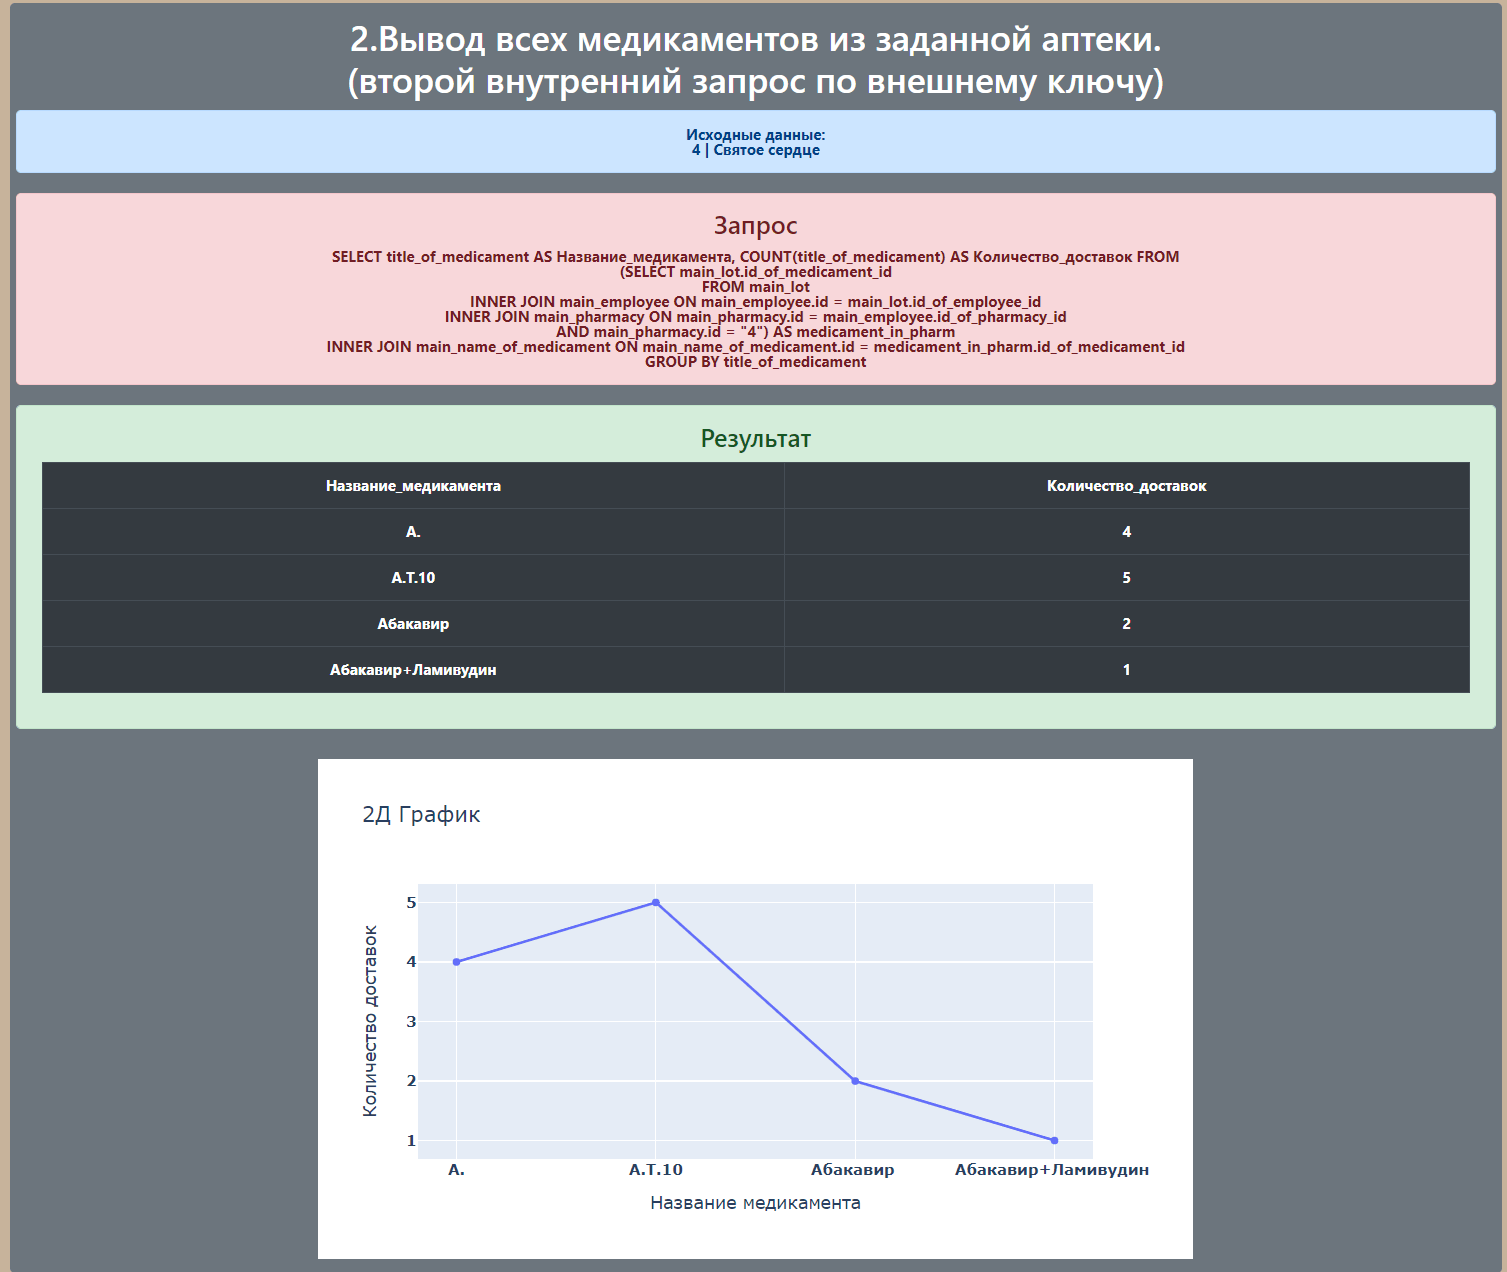 2.Вывод всех медикаментов из заданной аптеки.
(второй внутренний запрос по внешнему ключу)
Исходные данные:
4 | Святое сердце
Запрос
SELECT title_of_medicament AS Название_медикамента, COUNT(title_of_medicament) AS Количество_доставок FROM
(SELECT main_lot.id_of_medicament_id
FROM main_lot
INNER JOIN main_employee ON main_employee.id = main_lot.id_of_employee_id
INNER JOIN main_pharmacy ON main_pharmacy.id = main_employee.id_of_pharmacy_id
AND main_pharmacy.id = "4") AS medicament_in_pharm
INNER JOIN main_name_of_medicament ON main_name_of_medicament.id = medicament_in_pharm.id_of_medicament_id
GROUP BY title_of_medicament
Результат
Название_медикамента Количество_доставок
А. 4
А.Т.10 5
Абакавир 2
Абакавир+Ламивудин 1
2Д График
Количество доставок
5
4
3
2
1
А. А.Т.10 Абакавир Абакавир+Ламивудин
Название медикамента